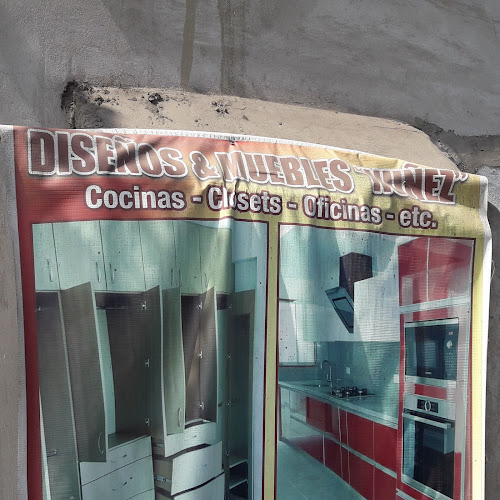 DISEÑOS & MUEBLES "NUÑEZ"
Cocinas - Closets - Oficinas - etc.